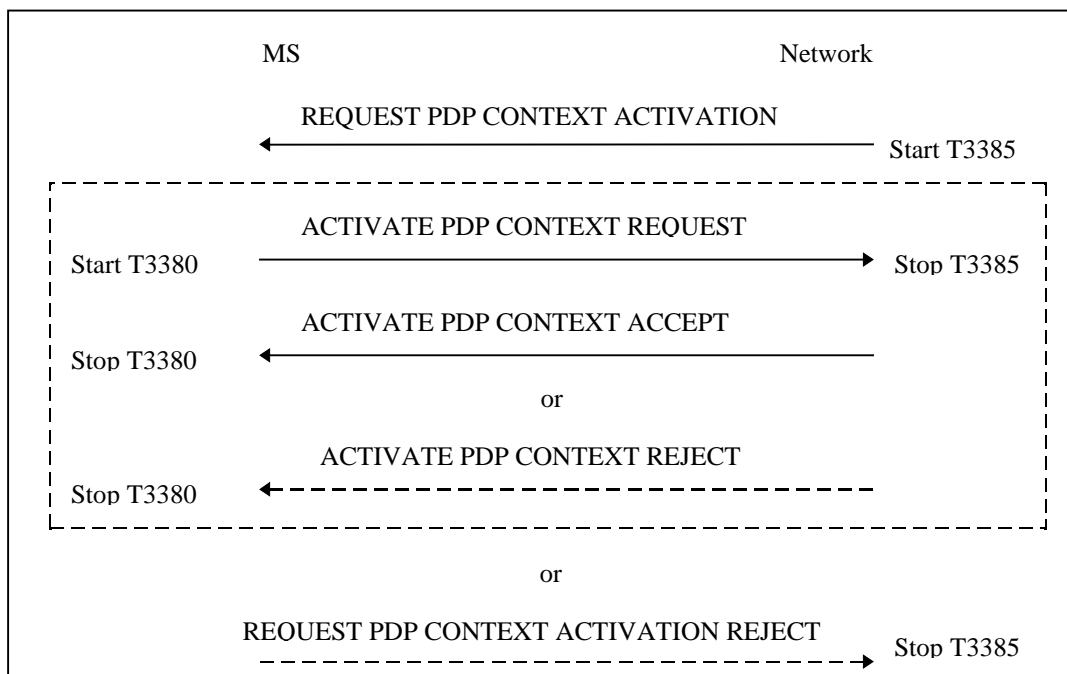 MS Network
REQUEST PDP CONTEXT ACTIVATION
Start T3385
ACTIVATE PDP CONTEXT REQUEST
Start T3380 Stop T3385
ACTIVATE PDP CONTEXT ACCEPT
Stop T3380
or
ACTIVATE PDP CONTEXT REJECT
Stop T3380
or
REQUEST PDP CONTEXT ACTIVATION REJECT
Stop T3385